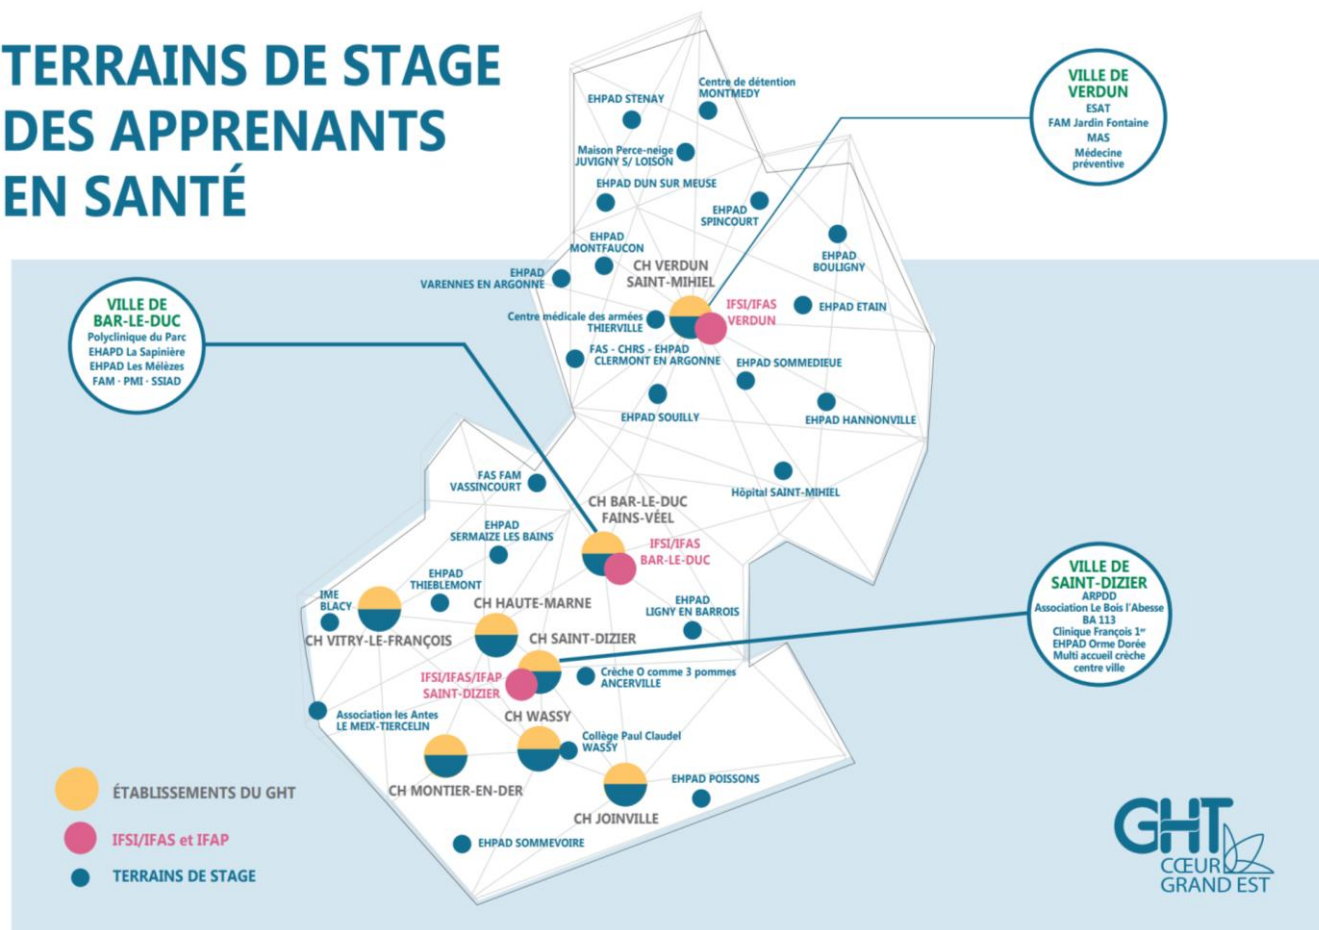 TERRAINS DE STAGE
DES APPRENANTS
EN SANTÉ
VILLE DE
VERDUN
ESAT
FAM Jardin Fontaine
MAS
Médecine
préventive
Centre de détention
MONTMEDY
EHPAD STENAY
Maison Perce-neige
JUVIGNY S/ LOISON
EHPAD DUN SUR MEUSE
EHPAD
SPINCOURT
EHPAD
MONTFAUCON
EHPAD
BOULIGNY
CH VERDUN
SAINT-MIHIEL
EHPAD
VARENNES EN ARGONNE
IFSI/IFAS
VERDUN
EHPAD ETAIN
Centre médicale des armées
THIERVILLE
FAS - CHRS - EHPAD
CLERMONT EN ARGONNE
EHPAD SOMMEDIEUE
EHPAD SOUILLY
EHPAD HANNONVILLE
Hôpital SAINT-MIHIEL
VILLE DE
BAR-LE-DUC
Polyclinique du Parc
EHAPD La Sapinière
EHPAD Les Mélèzes
FAM - PMI - SSIAD
FAS FAM
VASSINCOURT
CH BAR-LE-DUC
FAINS-VÉEL
EHPAD
SERMAIZE LES BAINS
IFSI/IFAS
BAR-LE-DUC
EHPAD
THIEBLEMONT
IME
BLACY
CH HAUTE-MARNE
EHPAD
LIGNY EN BARROIS
CH VITRY-LE-FRANÇOIS
CH SAINT-DIZIER
VILLE DE
SAINT-DIZIER
ARPDD
Association Le Bois l'Abesse
BA 113
Clinique François 1er
EHPAD Orme Dorée
Multi accueil crèche
centre ville
IFSI/IFAS/IFAP
SAINT-DIZIER
Crèche O comme 3 pommes
ANCERVILLE
Association les Antes
LE MEIX-TIERCELIN
CH WASSY
Collège Paul Claudel
WASSY
CH MONTIER-EN-DER
EHPAD POISSONS
CH JOINVILLE
EHPAD SOMMEVOIRE
ÉTABLISSEMENTS DU GHT
IFSI/IFAS et IFAP
TERRAINS DE STAGE
GHT
CŒUR
GRAND EST